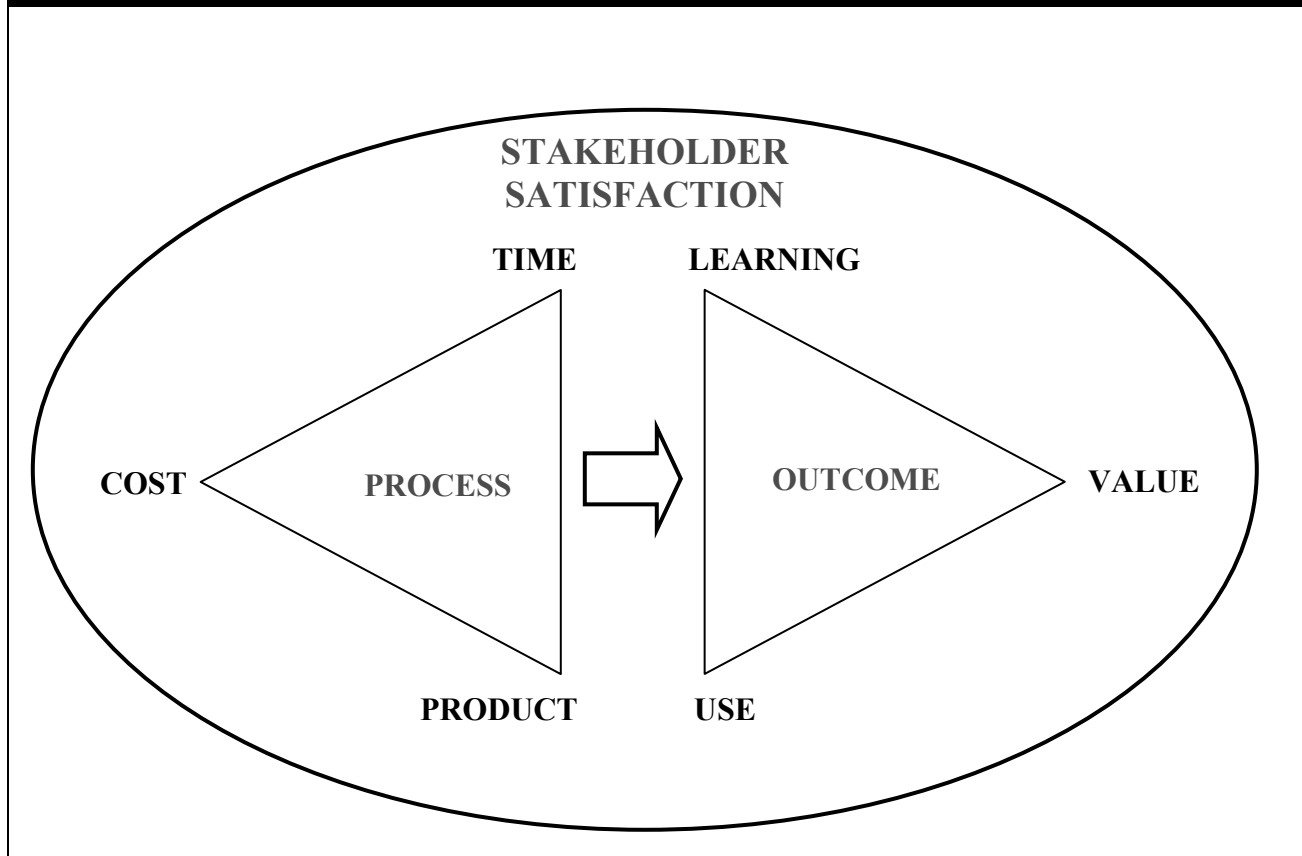 STAKEHOLDER
SATISFACTION
TIME
LEARNING
COST
PROCESS
OUTCOME
VALUE
PRODUCT
USE